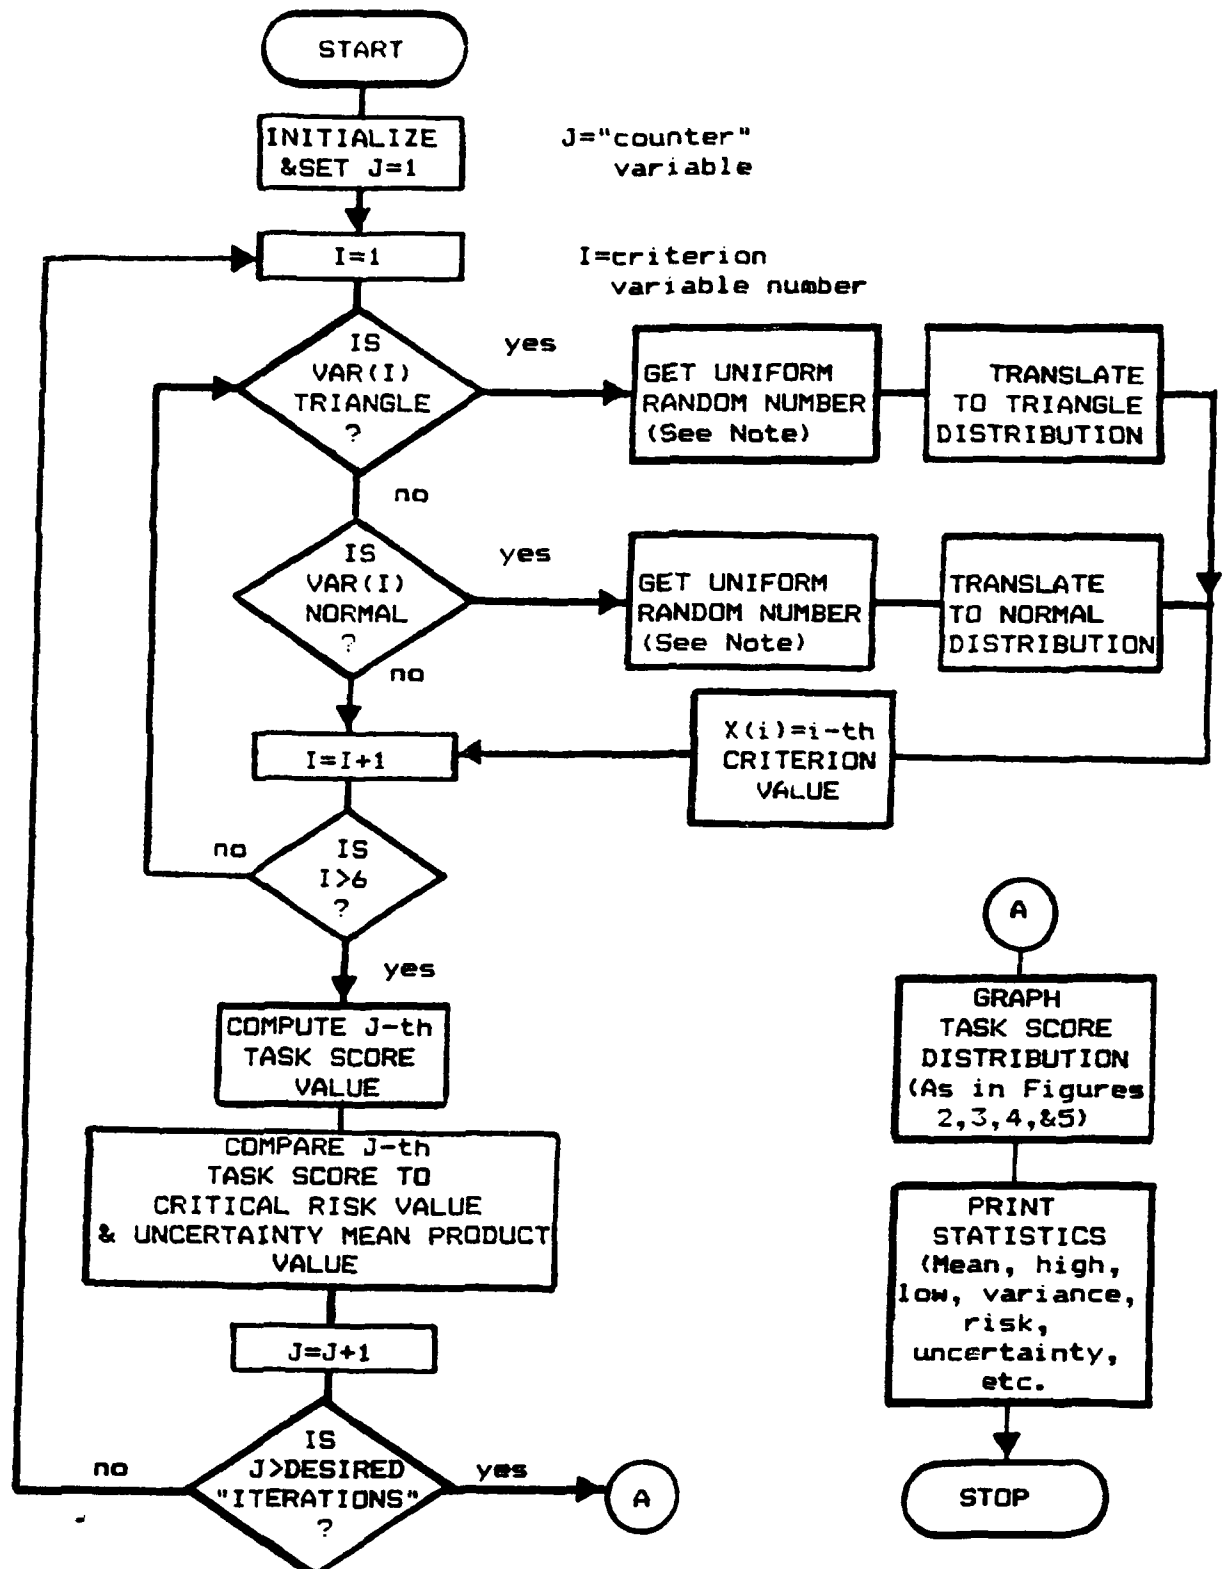 START
INITIALIZE
&SET J=1
J="counter"
variable
I=1
I=criterion
variable number
IS
VAR(I)
TRIANGLE
?
yes
GET UNIFORM
RANDOM NUMBER
(See Note)
TRANSLATE
TO TRIANGLE
DISTRIBUTION
no
IS
VAR(I)
NORMAL
?
yes
GET UNIFORM
RANDOM NUMBER
(See Note)
TRANSLATE
TO NORMAL
DISTRIBUTION
no
X(i)=i-th
CRITERION
VALUE
I=I+1
no
IS
I>6
?
yes
COMPUTE J-th
TASK SCORE
VALUE
COMPARE J-th
TASK SCORE TO
CRITICAL RISK VALUE
& UNCERTAINTY MEAN PRODUCT
VALUE
J=J+1
IS
J>DESIRED
"ITERATIONS"
?
no
yes
A
A
GRAPH
TASK SCORE
DISTRIBUTION
(As in Figures
2,3,4,&5)
PRINT
STATISTICS
(Mean, high,
low, variance,
risk,
uncertainty,
etc.
STOP